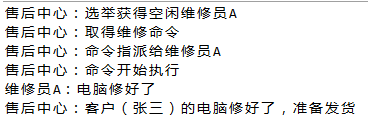 售后中心：选举获得空闲维修员A
售后中心：取得维修命令
售后中心：命令指派给维修员A
售后中心：命令开始执行
维修员A：电脑修好了
售后中心：客户（张三）的电脑修好了，准备发货